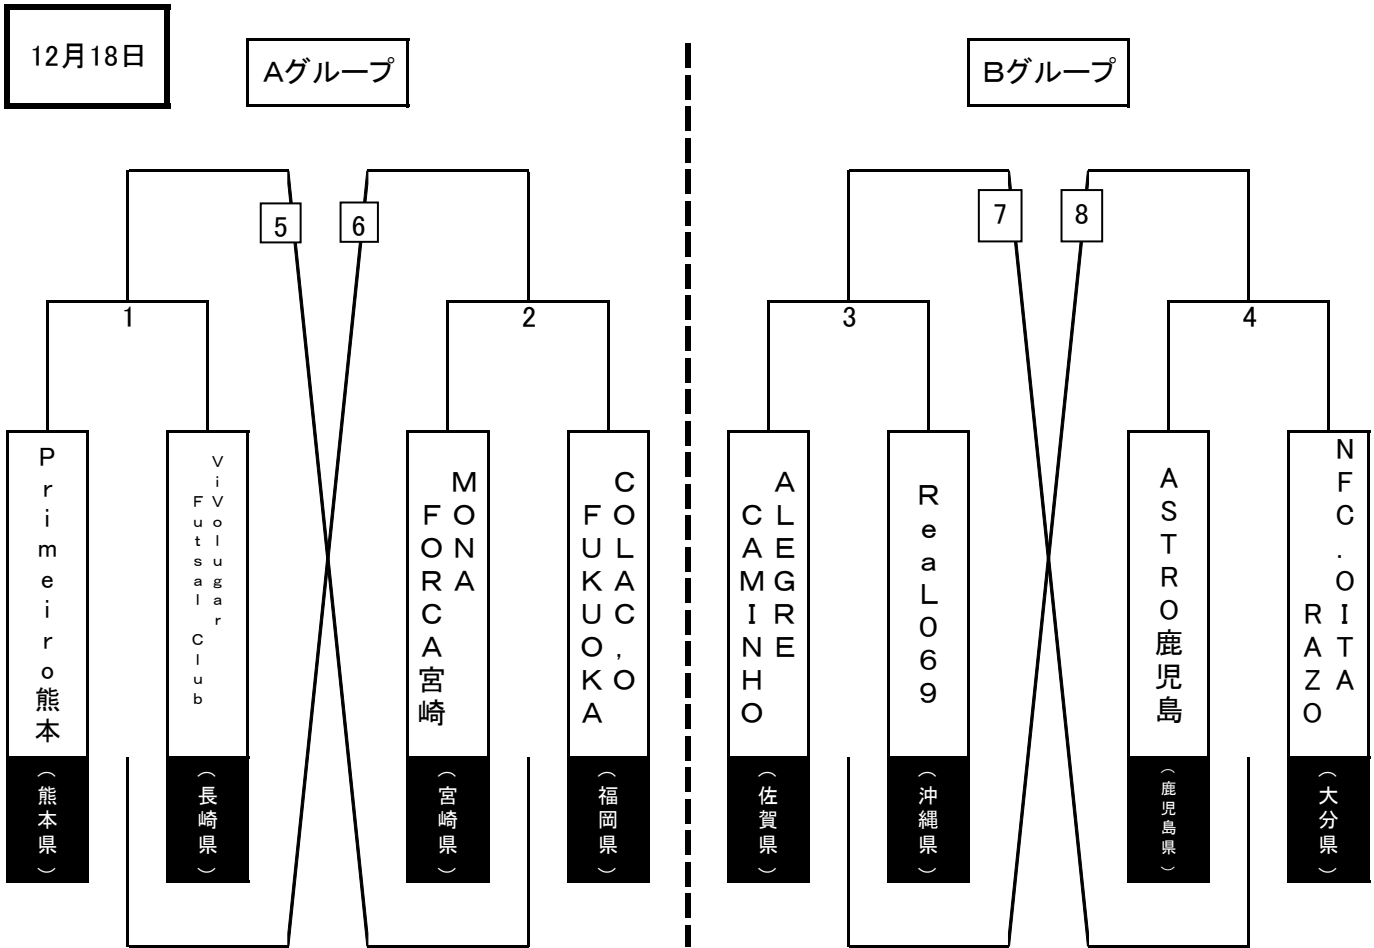 12月18日
Aグループ
Bグループ
5
6
7
8
1
2
3
4
Primeiro熊本
ViVolugar
Futsal Club
MONA
FORCA宮崎
COLAC,O
FUKUOKA
ALEGRE
CAMINHO
ReaL069
ASTRO鹿児島
NFC.OITA
RAZO
(熊本県)
(長崎県)
(宮崎県)
(福岡県)
(佐賀県)
(沖縄県)
(鹿児島県)
(大分県)